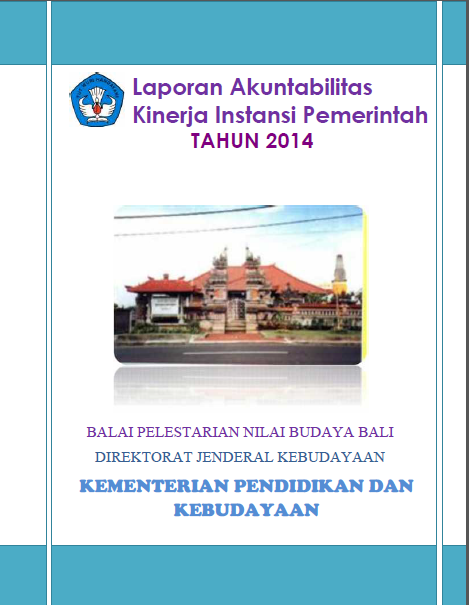 Laporan Akuntabilitas
Kinerja Instansi Pemerintah
TAHUN 2014
BALAI PELESTARIAN NILAI BUDAYA BALI
DIREKTORAT JENDERAL KEBUDAYAAN
KEMENTERIAN PENDIDIKAN DAN
KEBUDAYAAN